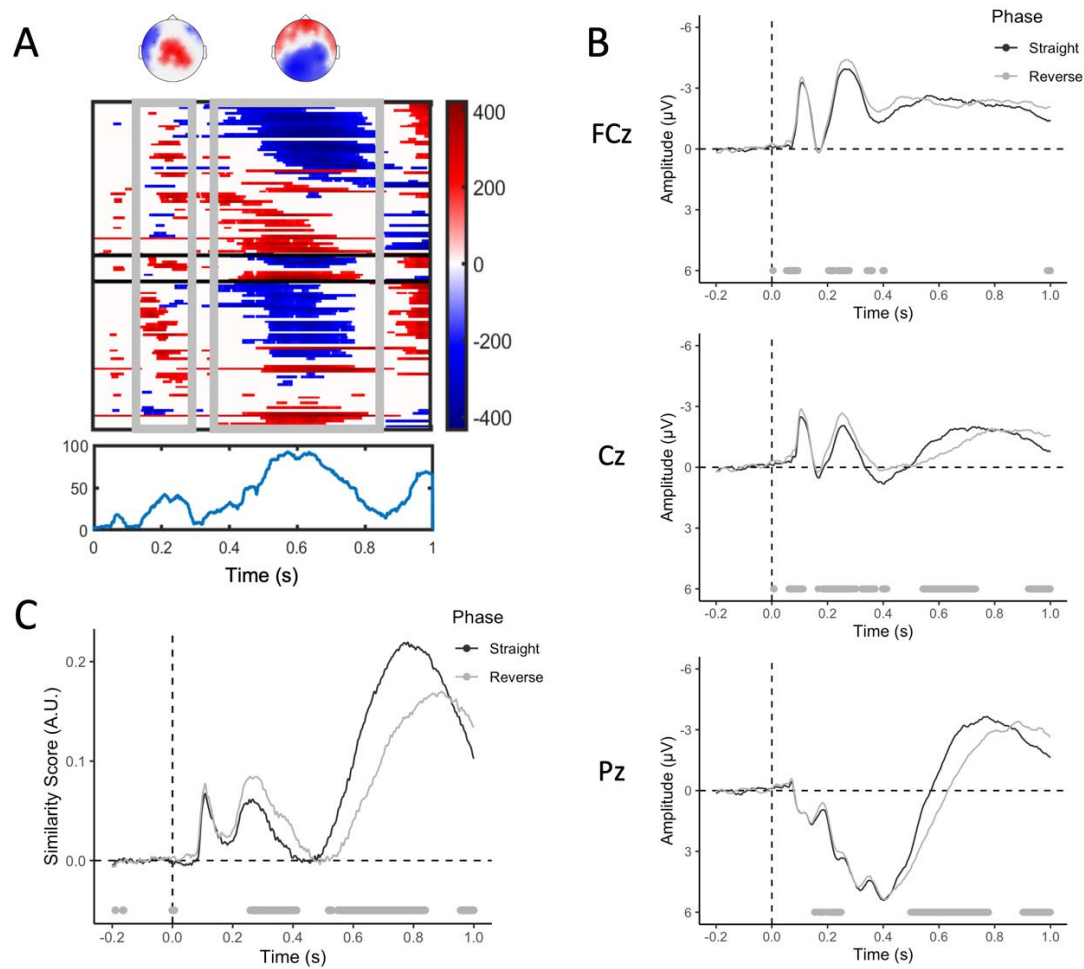 A
400
200
0
-200
-400
100
50
0
0 0.2 0.4 0.6 0.8 1
Time (s)
B
Phase
Straight
Reverse
FCz
Amplitude (µV)
-6
-3
0
3
6
-0.2 0.0 0.2 0.4 0.6 0.8 1.0
Time (s)
Cz
Amplitude (µV)
-6
-3
0
3
6
-0.2 0.0 0.2 0.4 0.6 0.8 1.0
Time (s)
Pz
Amplitude (µV)
-6
-3
0
3
6
-0.2 0.0 0.2 0.4 0.6 0.8 1.0
Time (s)
C
Phase
Straight
Reverse
Similarity Score (A.U.)
0.2
0.1
0.0
-0.2 0.0 0.2 0.4 0.6 0.8 1.0
Time (s)